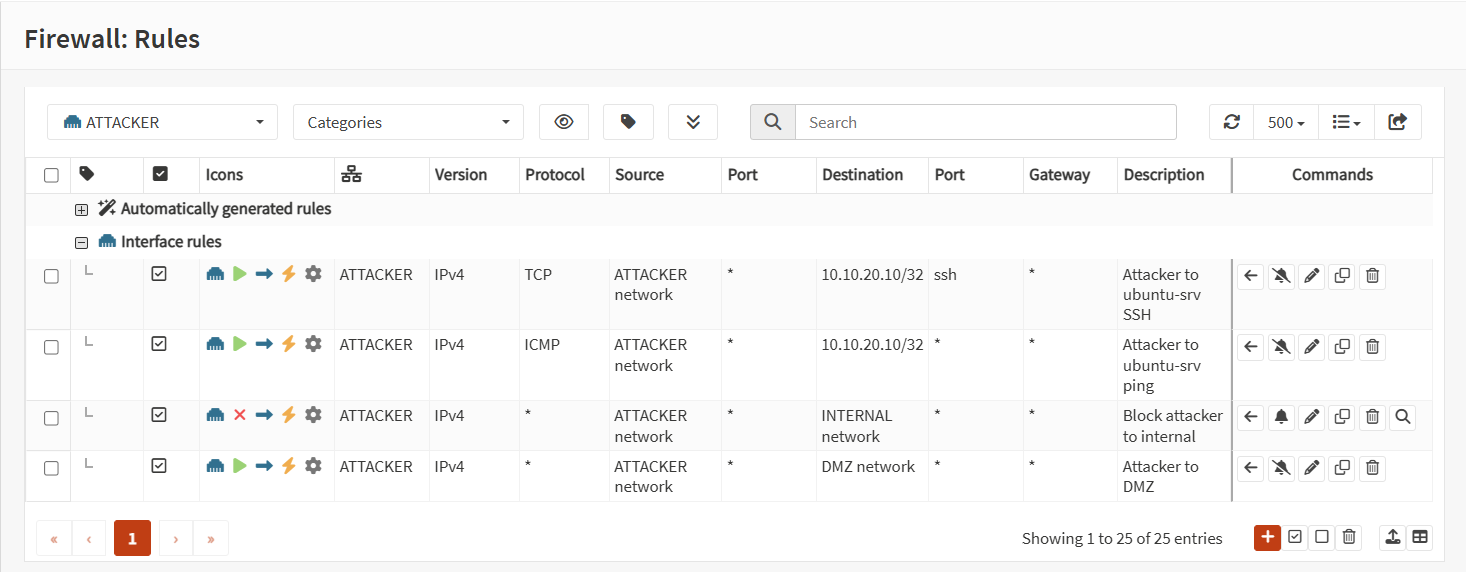 Firewall: Rules
ATTACKER
Categories
Search
500
Icons Version Protocol Source Port Destination Port Gateway Description Commands
Automatically generated rules
Interface rules
ATTACKER IPv4 TCP ATTACKER * 10.10.20.10/32 ssh * Attacker to
network ubuntu-srv
SSH
ATTACKER IPv4 ICMP ATTACKER * 10.10.20.10/32 * * Attacker to
network ubuntu-srv
ping
ATTACKER IPv4 * ATTACKER * INTERNAL * * Block attacker
network network to internal
ATTACKER IPv4 * ATTACKER * DMZ network * * Attacker to
network DMZ
« ‹ 1 › » Showing 1 to 25 of 25 entries